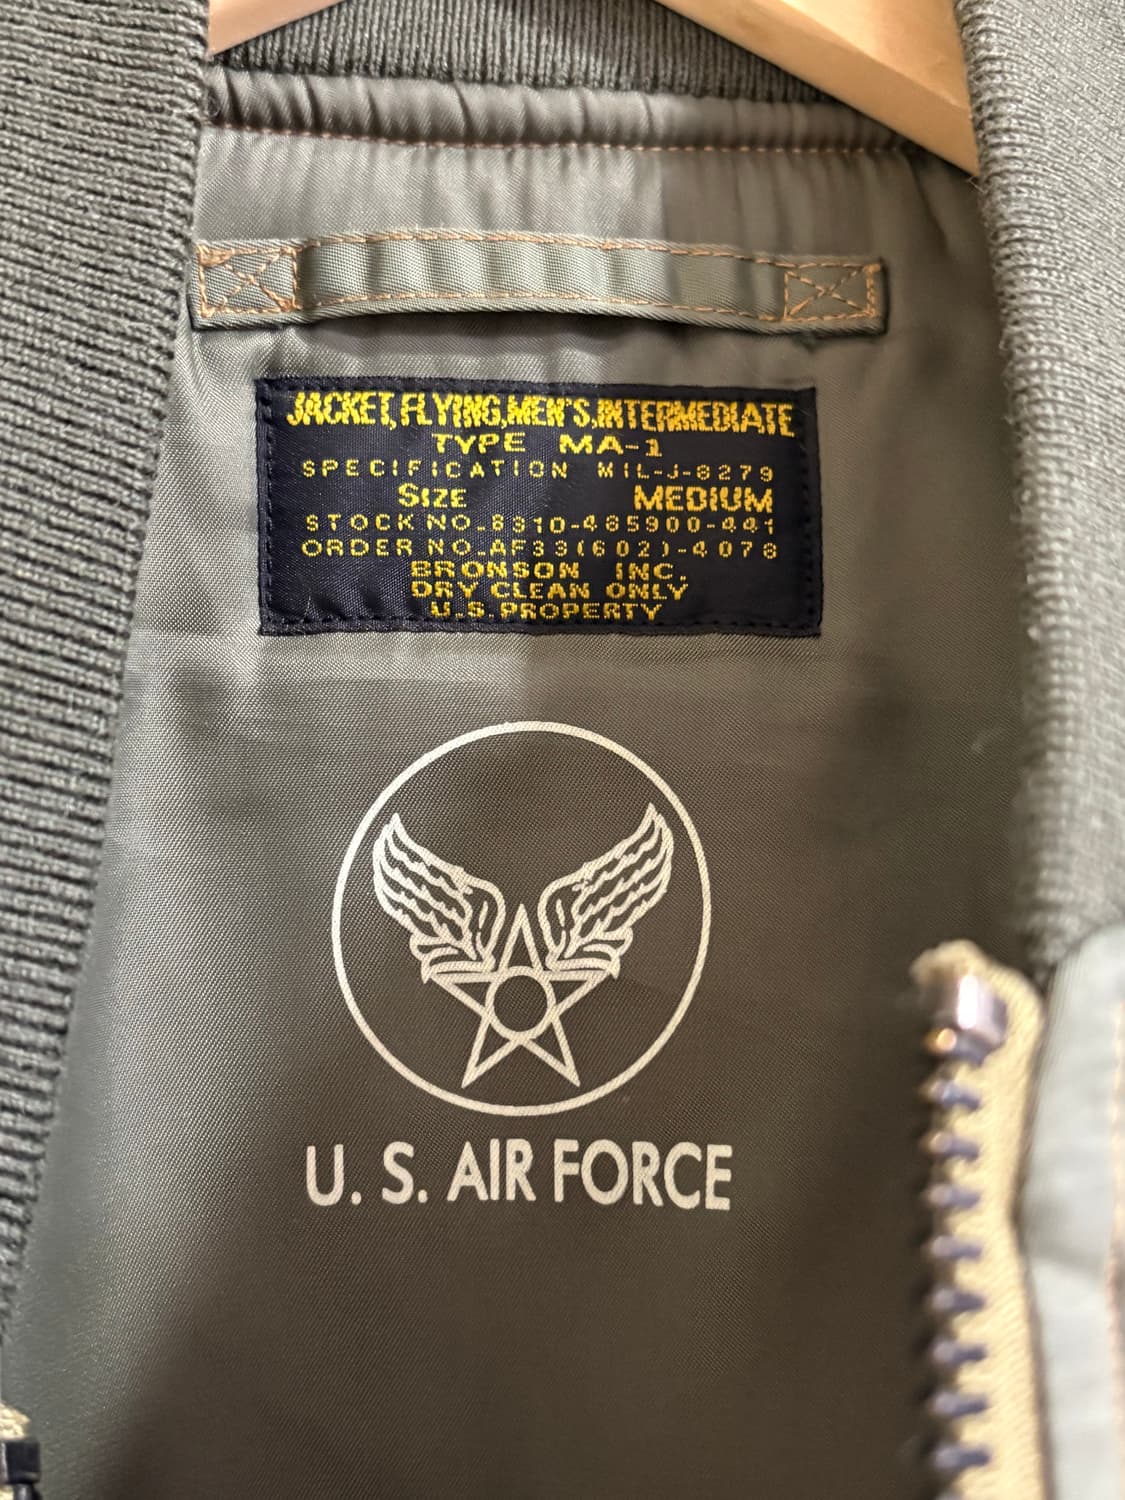 JACKET, FLYING, MEN'S, INTERMEDIATE
TYPE MA-1
SPECIFICATION MIL-J-8279
SIZE MEDIUM
STOCK NO. 8310-485900-441
ORDER NO. AF33(602)-4078
BRONSON INC.
DRY CLEAN ONLY
U.S. PROPERTY
U. S. AIR FORCE